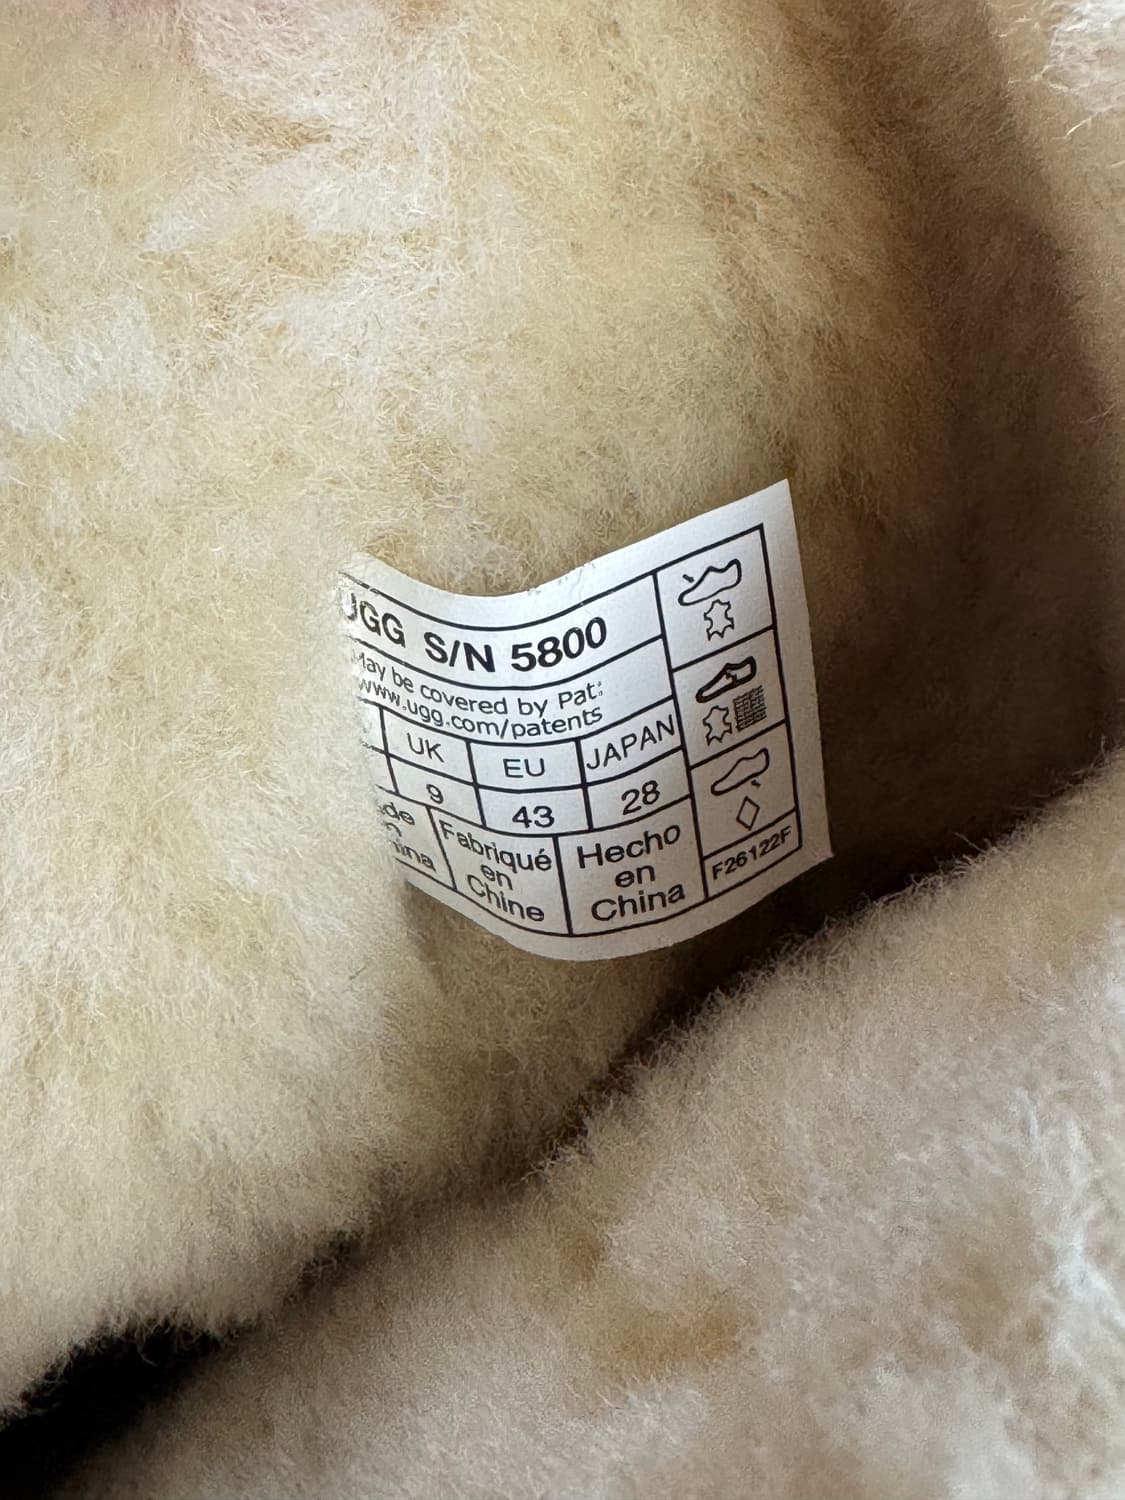 UGG S/N 5800
May be covered by Pat:
www.ugg.com/patents
UK EU JAPAN
9 43 28
Fabriqué en Chine
Hecho en China
F26122F